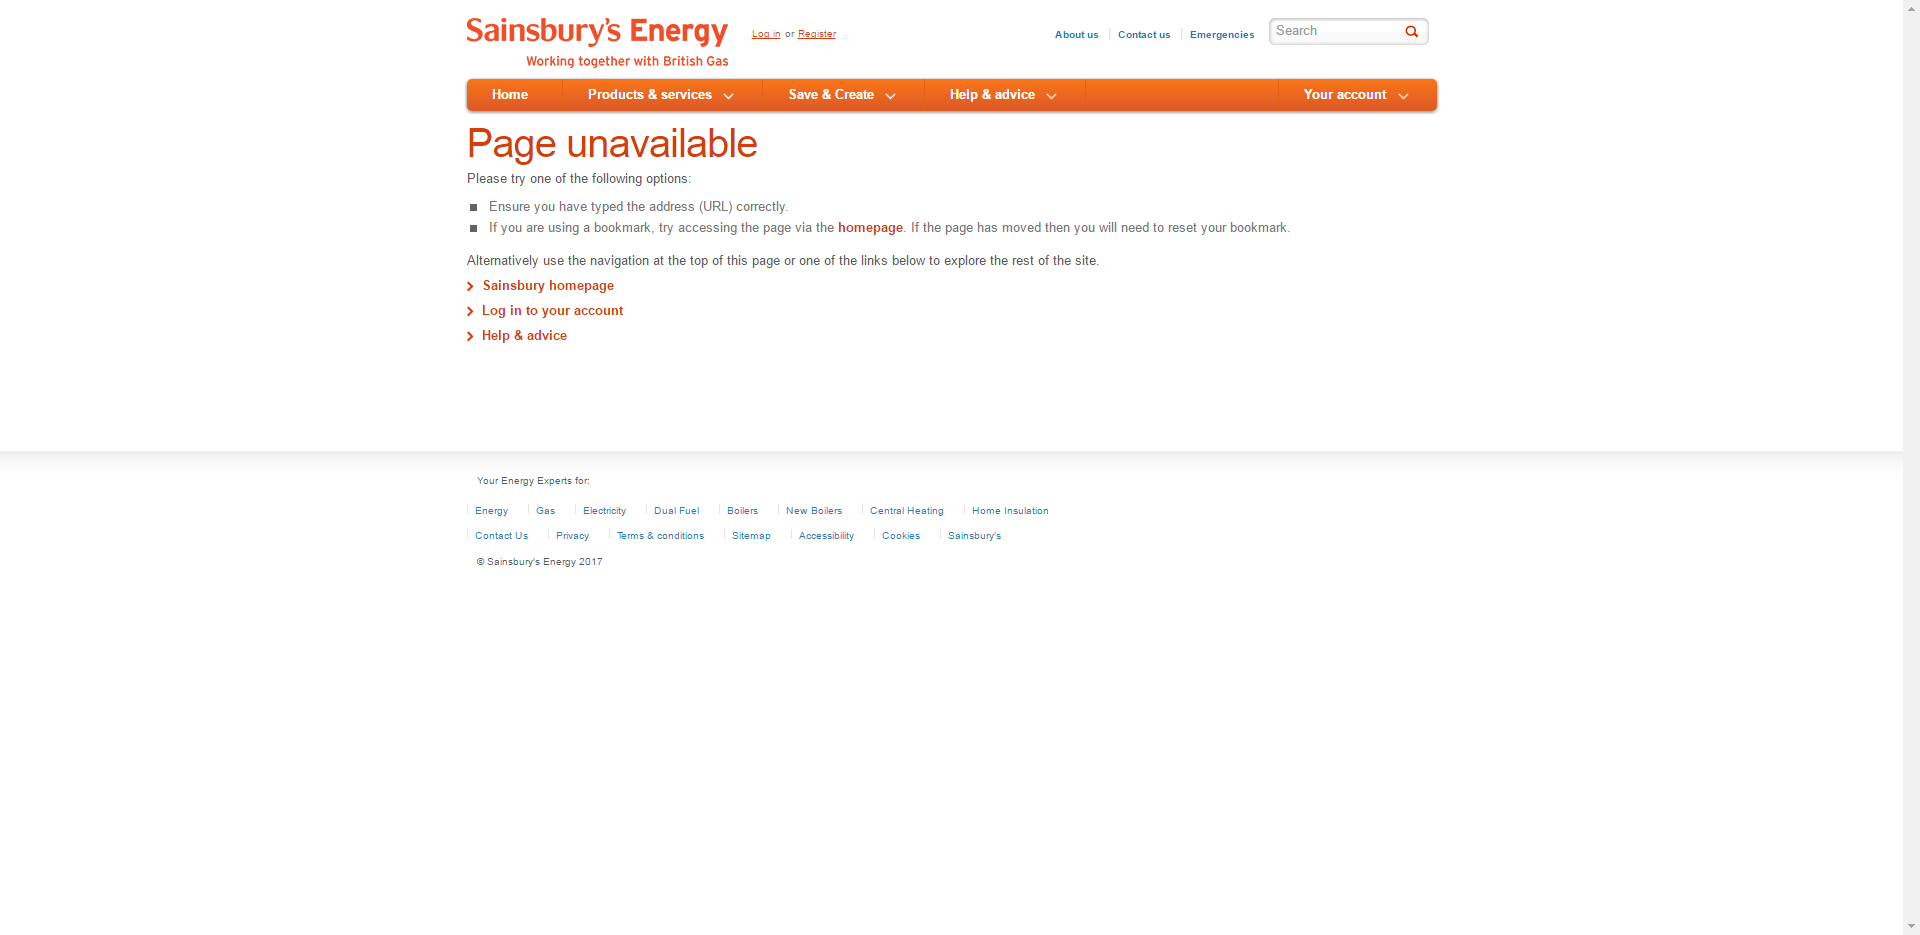 Sainsbury's Energy
Working together with British Gas
Log in or Register
About us
Contact us
Emergencies
Search
Home
Products & services
Save & Create
Help & advice
Your account
Page unavailable
Please try one of the following options:
Ensure you have typed the address (URL) correctly.
If you are using a bookmark, try accessing the page via the homepage. If the page has moved then you will need to reset your bookmark.
Alternatively use the navigation at the top of this page or one of the links below to explore the rest of the site.
Sainsbury homepage
Log in to your account
Help & advice
Your Energy Experts for:
Energy Gas Electricity Dual Fuel Boilers New Boilers Central Heating Home Insulation
Contact Us Privacy Terms & conditions Sitemap Accessibility Cookies Sainsbury's
© Sainsbury's Energy 2017